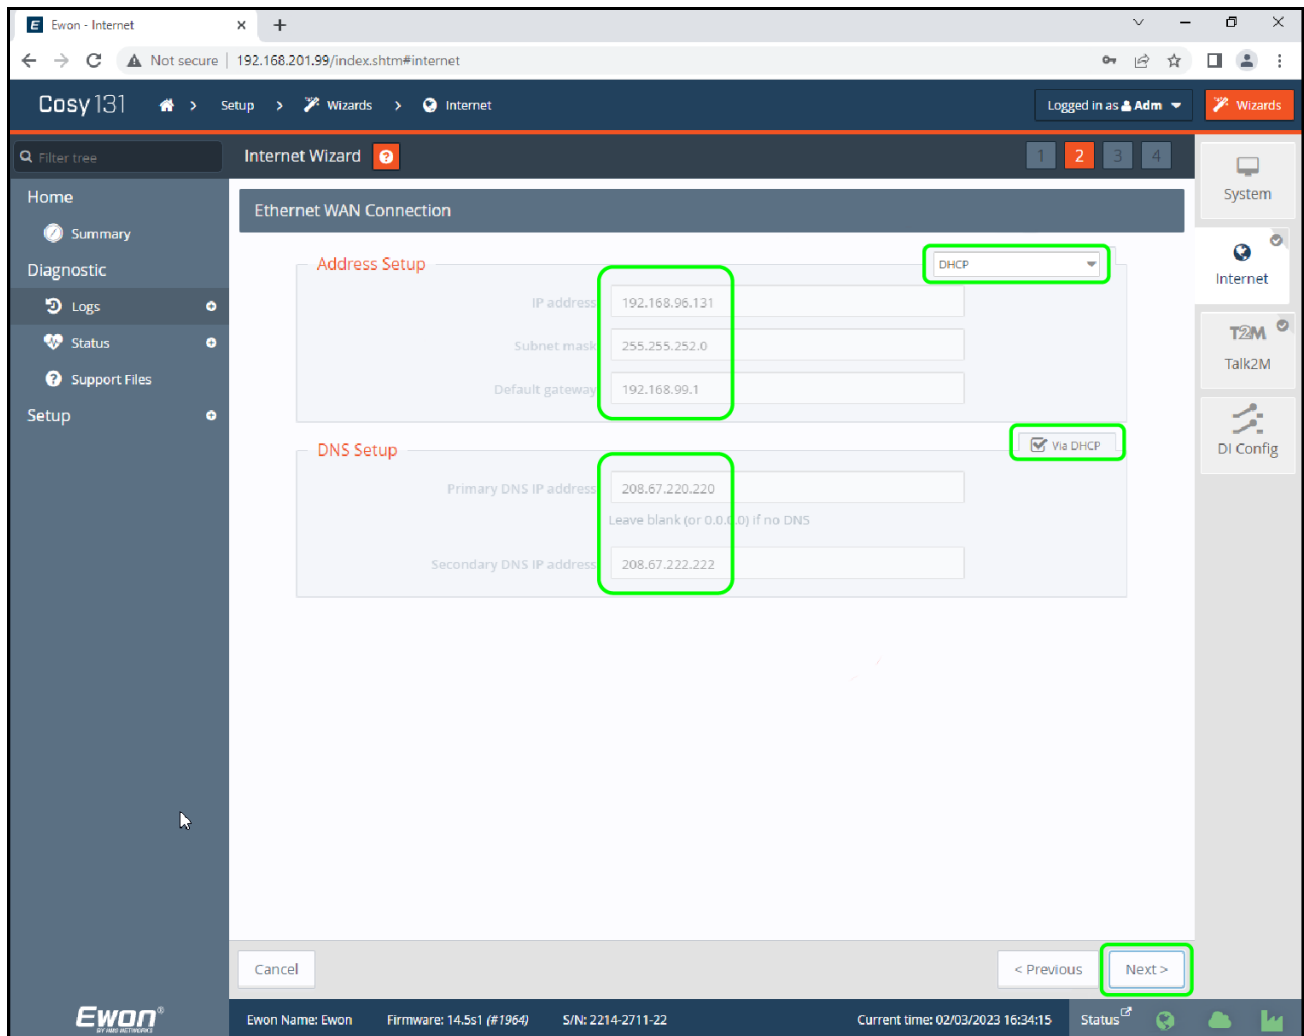 Ewon - Internet
Not secure | 192.168.201.99/index.shtm#internet
Cosy 131 > Setup > Wizards > Internet
Logged in as Adm
Wizards
Filter tree
Internet Wizard
1 2 3 4
Home
Summary
Diagnostic
Logs
Status
Support Files
Setup
Ethernet WAN Connection
Address Setup
DHCP
IP address 192.168.96.131
Subnet mask 255.255.252.0
Default gateway 192.168.99.1
DNS Setup
Via DHCP
Primary DNS IP address 208.67.220.220
Leave blank (or 0.0.0.0) if no DNS
Secondary DNS IP address 208.67.222.222
System
Internet
T2M
Talk2M
DI Config
Cancel
< Previous
Next >
Ewon®
BY HMS NETWORKS
Ewon Name: Ewon
Firmware: 14.5s1 (#1964)
S/N: 2214-2711-22
Current time: 02/03/2023 16:34:15
Status